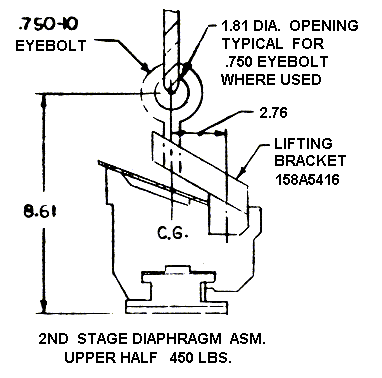 .750-10
EYEBOLT
1.81 DIA. OPENING
TYPICAL FOR
.750 EYEBOLT
WHERE USED
2.76
LIFTING
BRACKET
158A5416
8.61
C.G.
2ND STAGE DIAPHRAGM ASM.
UPPER HALF 450 LBS.